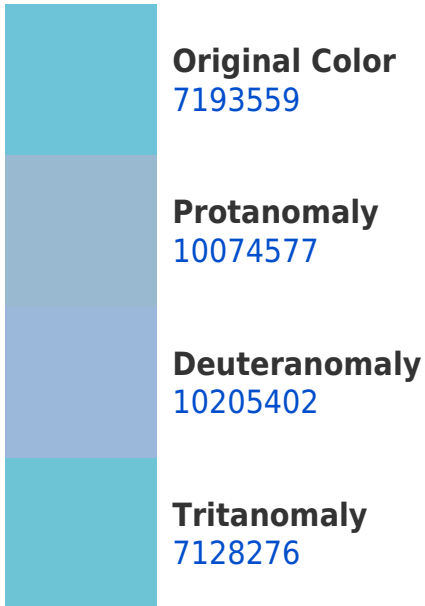 Original Color
7193559
Protanomaly
10074577
Deuteranomaly
10205402
Tritanomaly
7128276